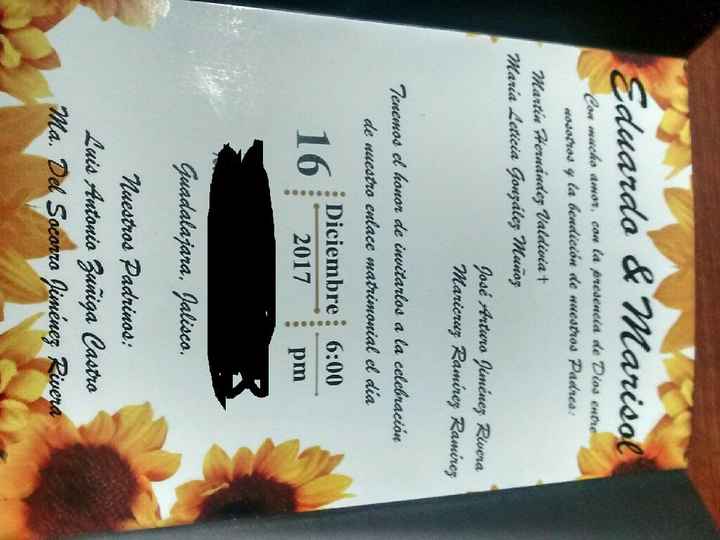 Eduardo & Marisol
Con mucho amor, con la presencia de Dios entre
nosotros y la bendición de nuestros Padres:
Martín Hernández Valdivia †
María Leticia González Muñoz
José Arturo Jiménez Rivera
Maricruz Ramírez Ramírez
Tenemos el honor de invitarlos a la celebración
de nuestro enlace matrimonial el día
16 Diciembre 2017 6:00 pm
Guadalajara, Jalisco.
Nuestros Padrinos:
Luis Antonio Zuñiga Castro
Ma. Del Socorro Jiménez Rivera